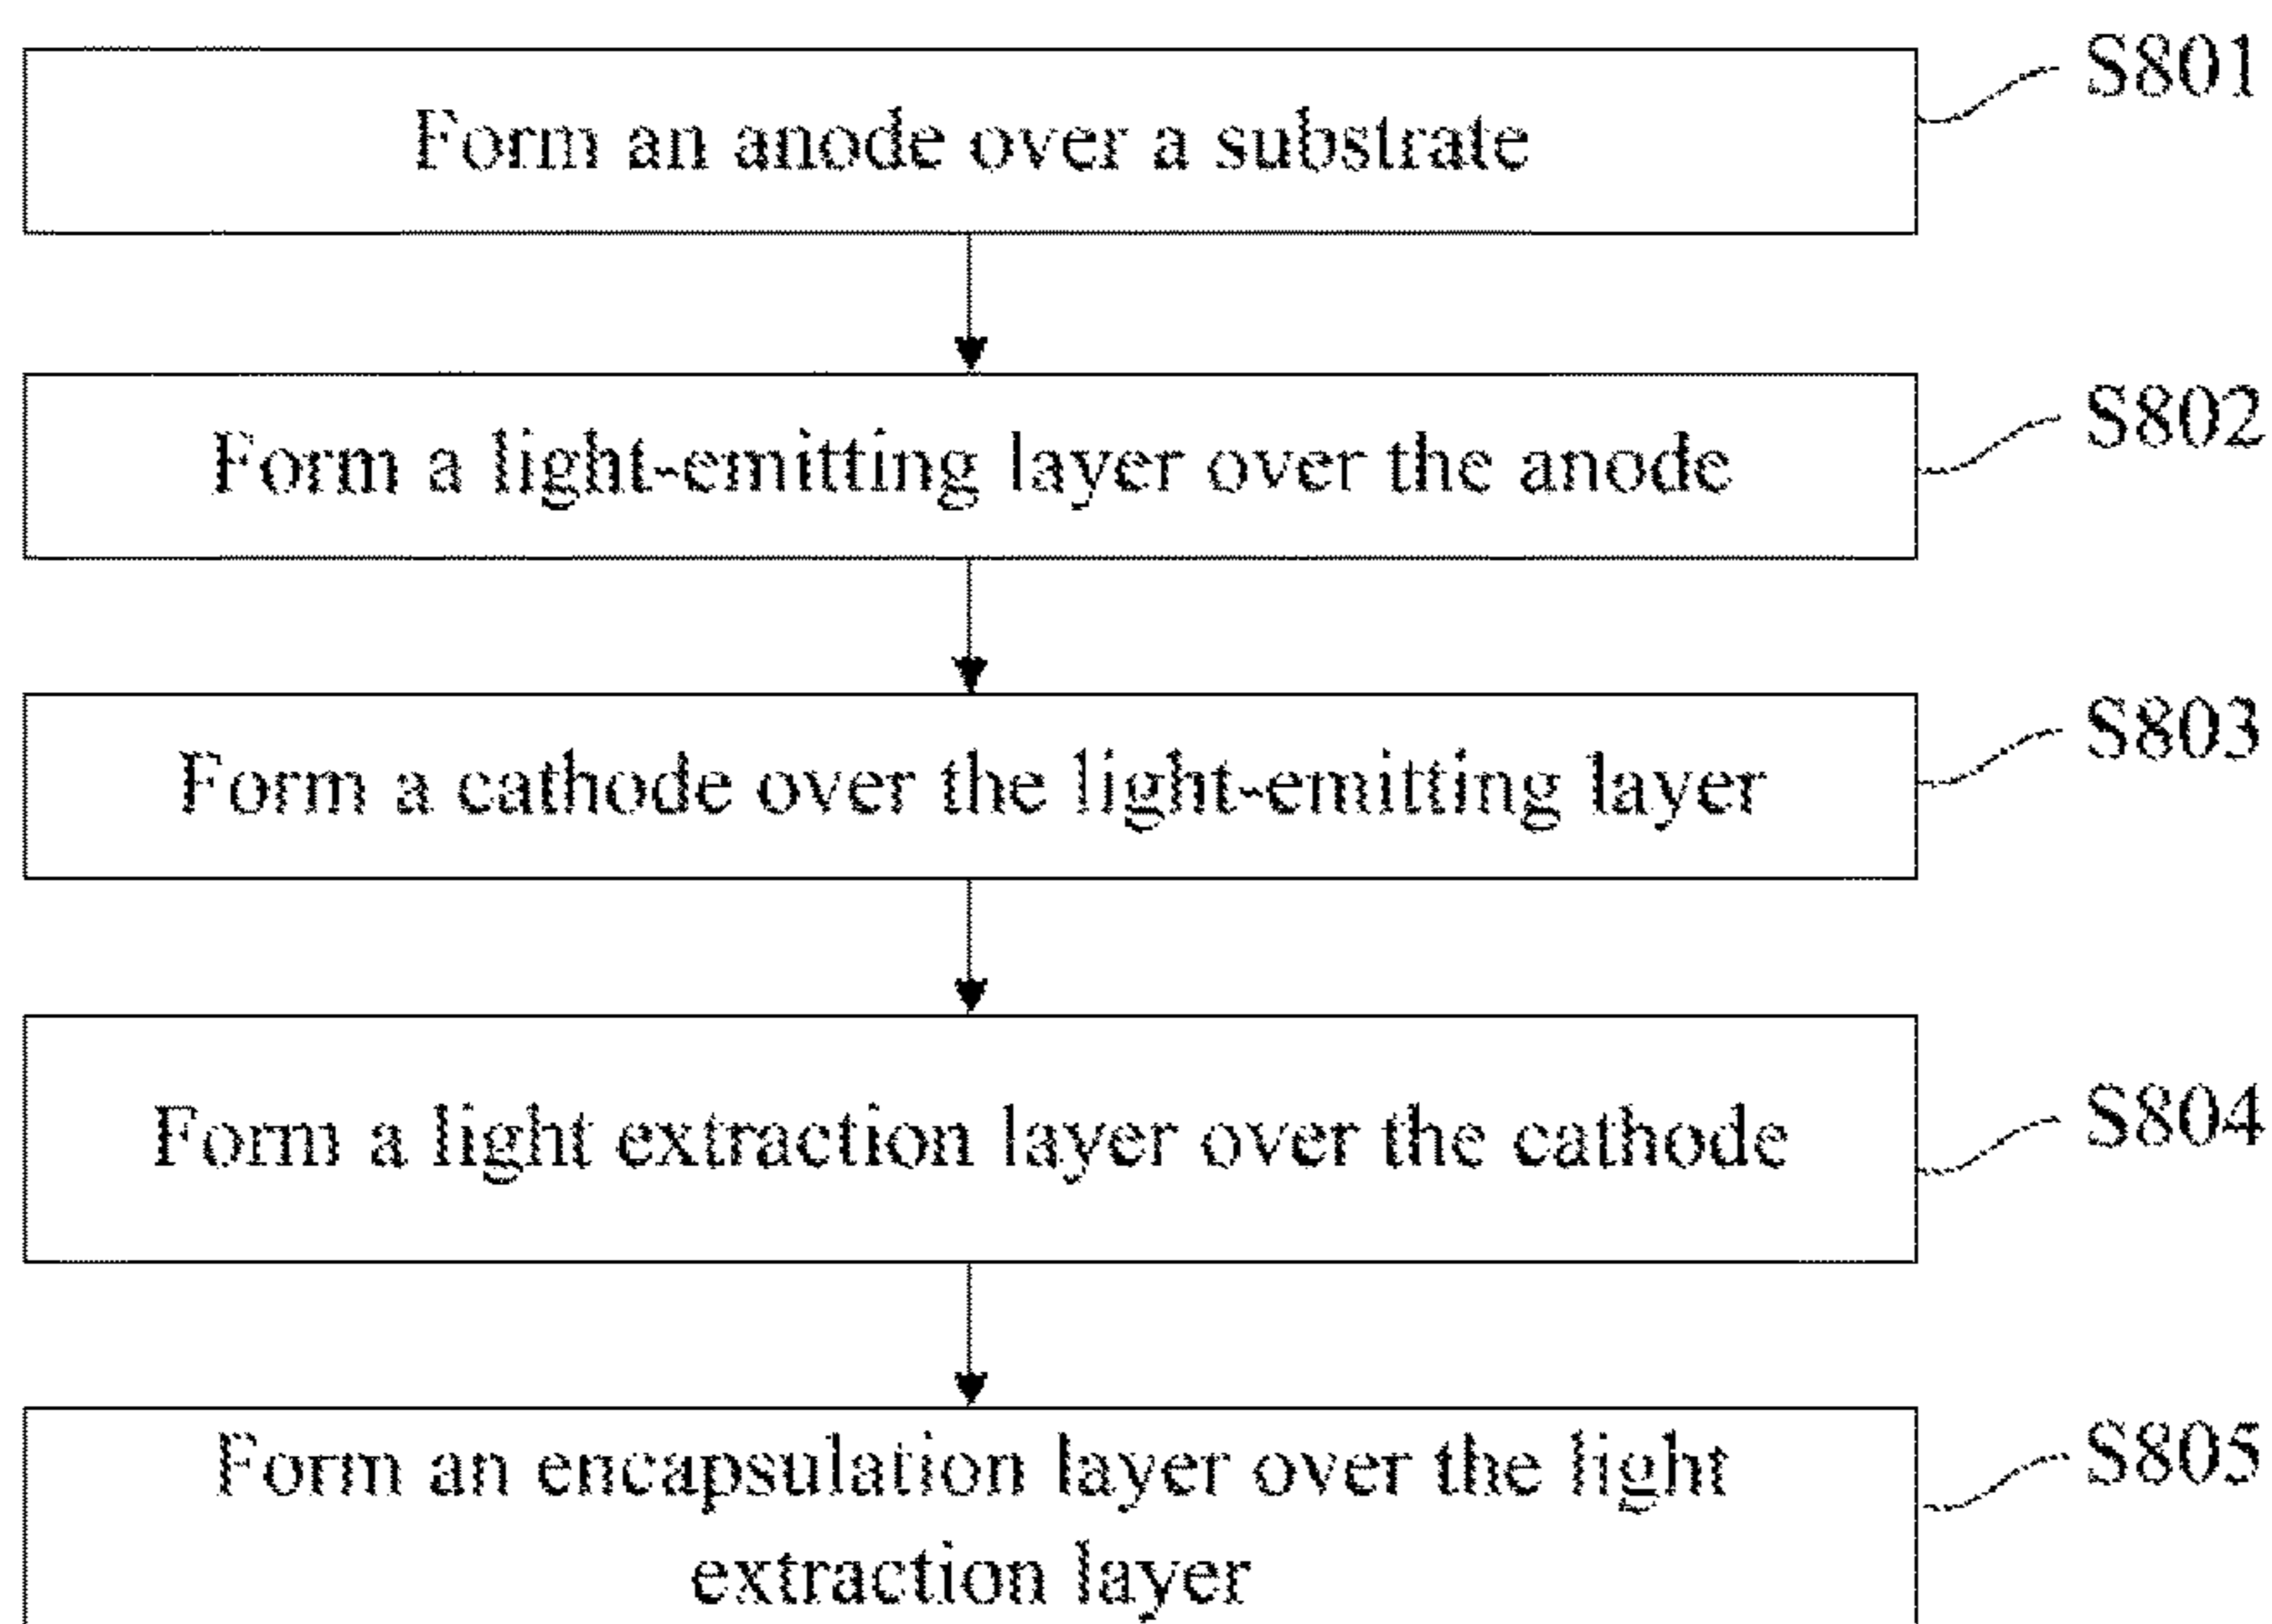 Form an anode over a substrate
S801
Form a light-emitting layer over the anode
S802
Form a cathode over the light-emitting layer
S803
Form a light extraction layer over the cathode
S804
Form an encapsulation layer over the light
extraction layer
S805